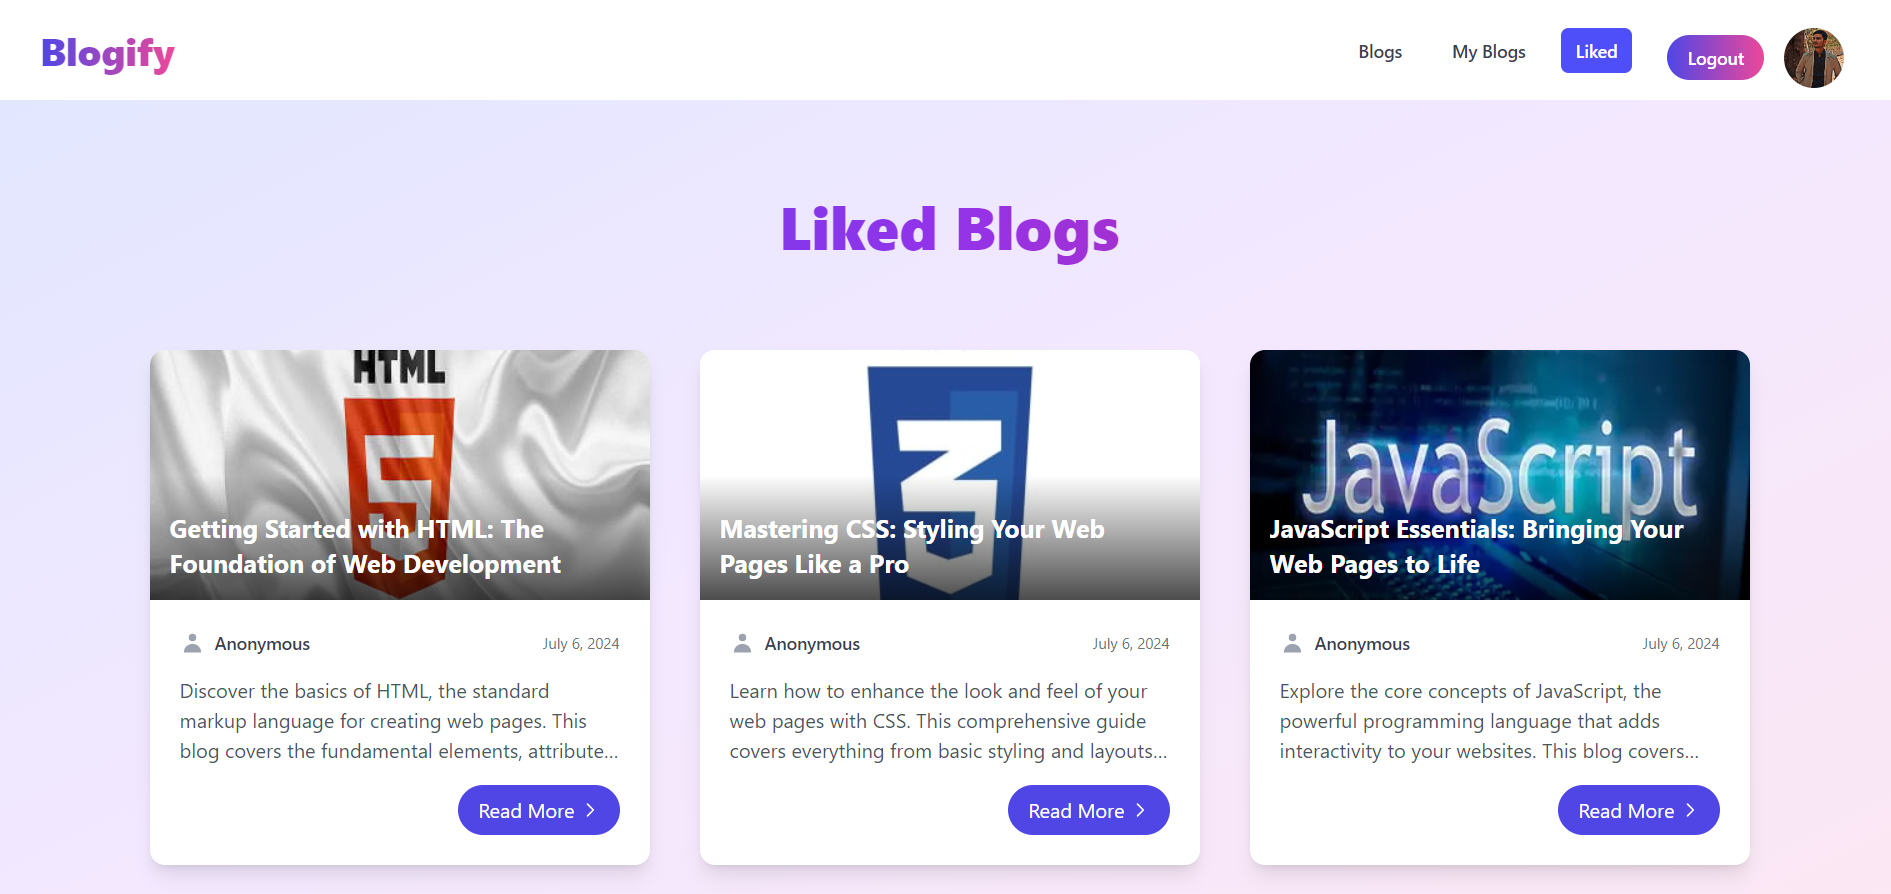 Blogify
Blogs
My Blogs
Liked
Logout
Liked Blogs
HTML
Getting Started with HTML: The
Foundation of Web Development
Anonymous
July 6, 2024
Discover the basics of HTML, the standard
markup language for creating web pages. This
blog covers the fundamental elements, attribute...
Read More
Mastering CSS: Styling Your Web
Pages Like a Pro
Anonymous
July 6, 2024
Learn how to enhance the look and feel of your
web pages with CSS. This comprehensive guide
covers everything from basic styling and layouts...
Read More
JavaScript
JavaScript Essentials: Bringing Your
Web Pages to Life
Anonymous
July 6, 2024
Explore the core concepts of JavaScript, the
powerful programming language that adds
interactivity to your websites. This blog covers...
Read More